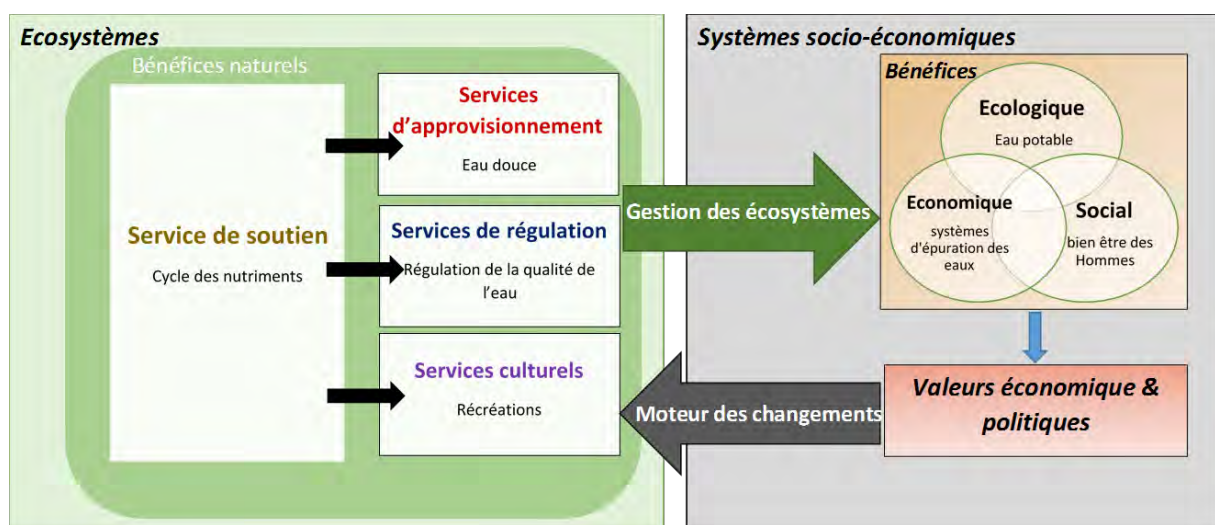 Ecosystèmes
Bénéfices naturels
Service de soutien
Cycle des nutriments
Services
d'approvisionnement
Eau douce
Services de régulation
Régulation de la qualité de
l'eau
Services culturels
Récréations
Gestion des écosystèmes
Moteur des changements
Systèmes socio-économiques
Bénéfices
Ecologique
Eau potable
Economique
systèmes
d'épuration des
eaux
Social
bien être des
Hommes
Valeurs économique &
politiques